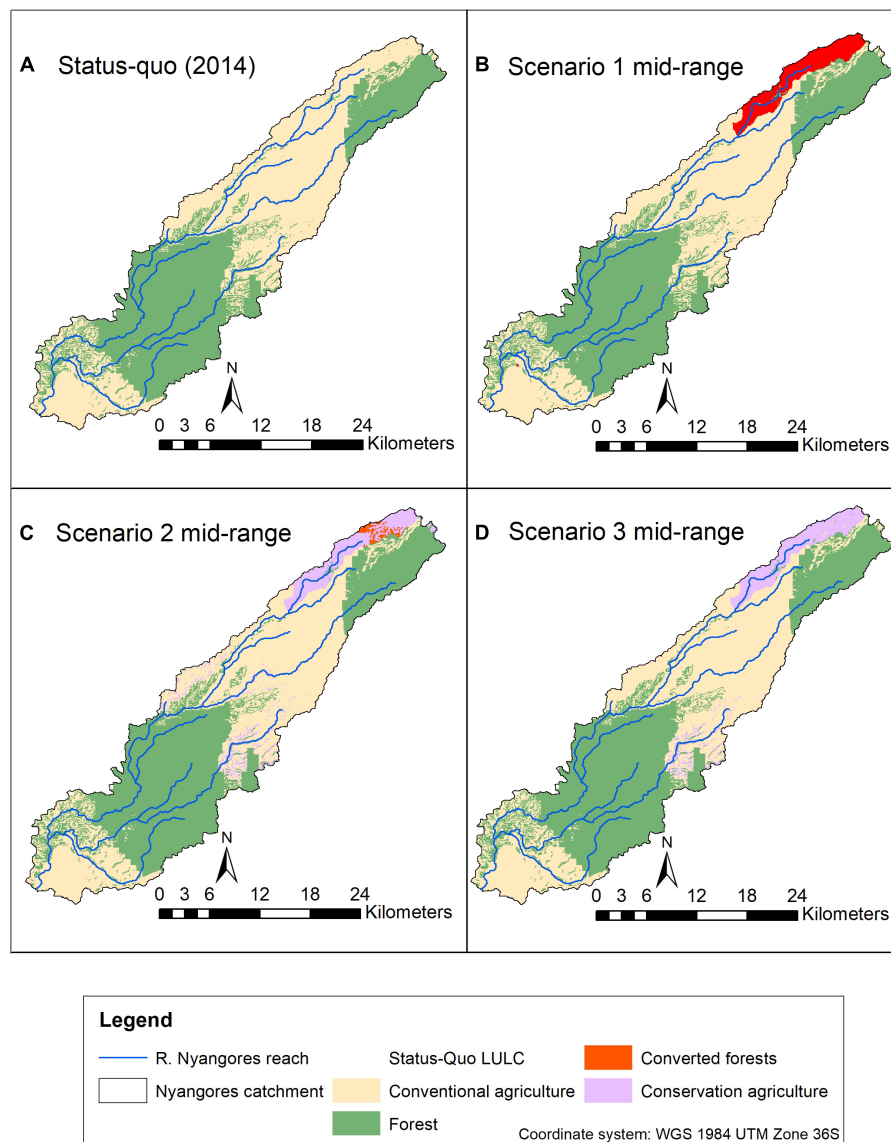 A Status-quo (2014)
N
0 3 6 12 18 24
Kilometers
B Scenario 1 mid-range
N
0 3 6 12 18 24
Kilometers
C Scenario 2 mid-range
N
0 3 6 12 18 24
Kilometers
D Scenario 3 mid-range
N
0 3 6 12 18 24
Kilometers
Legend
R. Nyangores reach Status-Quo LULC Converted forests
Nyangores catchment Conventional agriculture Conservation agriculture
Forest
Coordinate system: WGS 1984 UTM Zone 36S